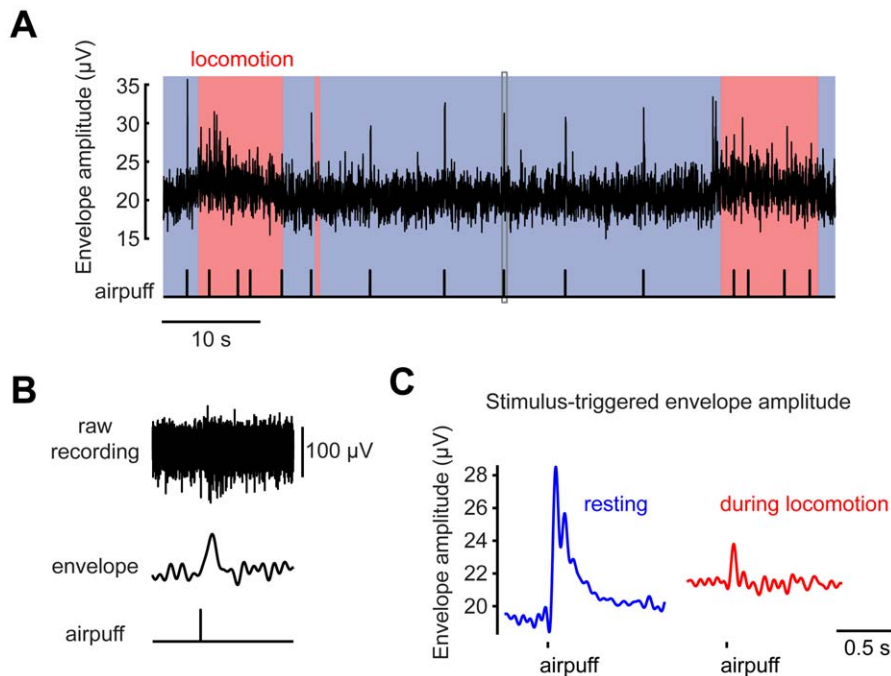 A
locomotion
Envelope amplitude (µV)
35
30
25
20
15
airpuff
10 s
B
raw
recording
100 µV
envelope
airpuff
C
Stimulus-triggered envelope amplitude
Envelope amplitude (µV)
28
26
24
22
20
resting
during locomotion
airpuff
airpuff
0.5 s